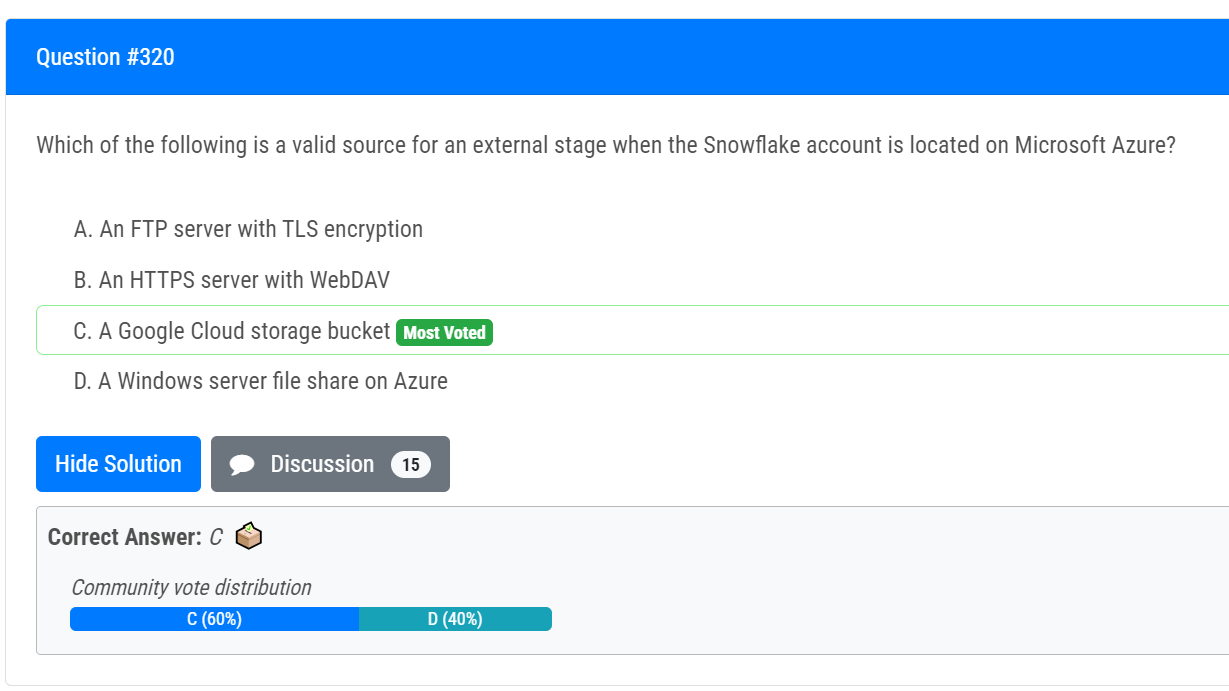 Question #320
Which of the following is a valid source for an external stage when the Snowflake account is located on Microsoft Azure?
A. An FTP server with TLS encryption
B. An HTTPS server with WebDAV
C. A Google Cloud storage bucket Most Voted
D. A Windows server file share on Azure
Hide Solution Discussion 15
Correct Answer: C
Community vote distribution
C (60%) D (40%)